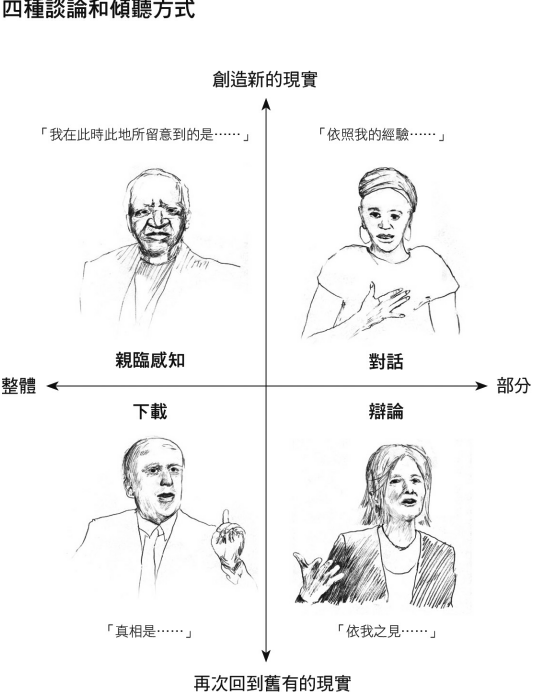 四種談論和傾聽方式
創造新的現實
「我在此時此地所留意到的是⋯⋯」
「依照我的經驗⋯⋯」
親臨感知
對話
整體
部分
下載
辯論
「真相是⋯⋯」
「依我之見⋯⋯」
再次回到舊有的現實